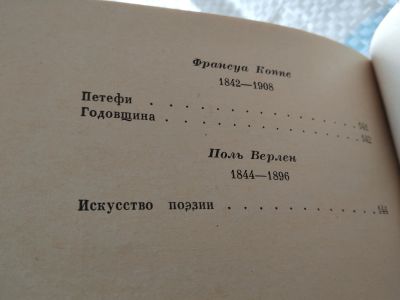 Франсуа Коппе
1842—1908
Петефи . . . . . . . . . . . . . .
Годовщина . . . . . . . . . . . .
Поль Верлен
1844—1896
Искусство поэзии . . . . . . . . . .